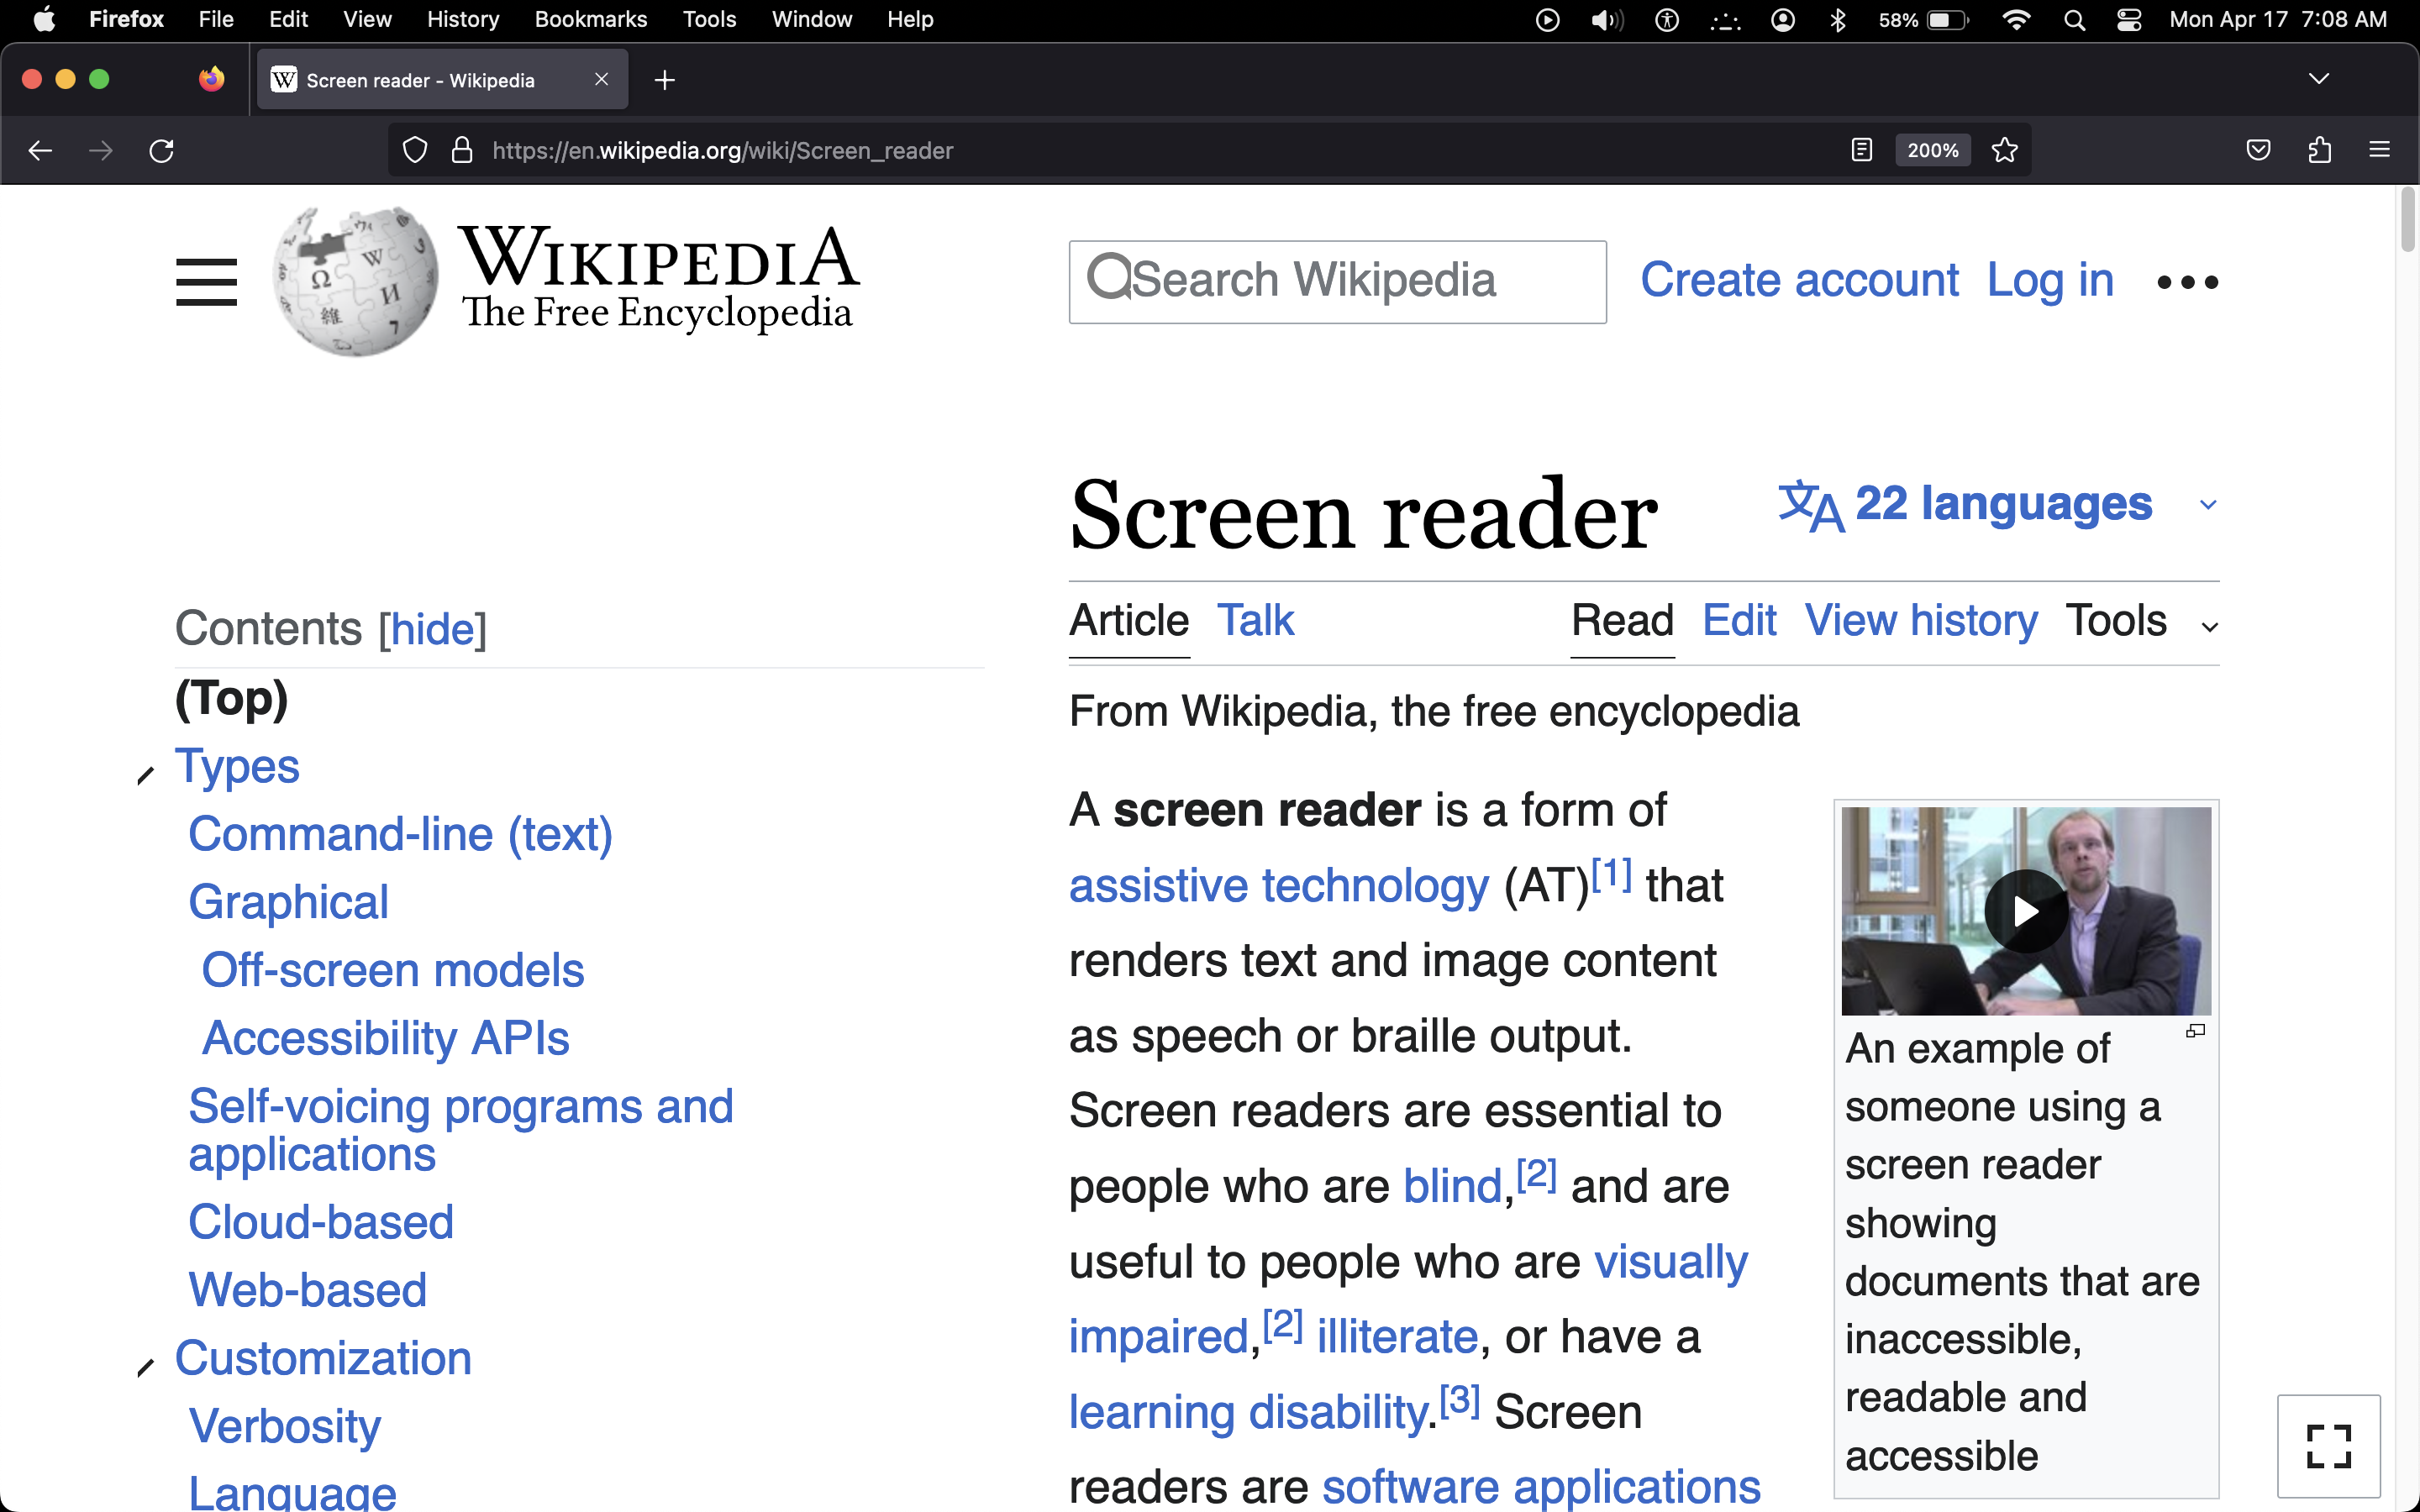 Firefox File Edit View History Bookmarks Tools Window Help 58% Mon Apr 17 7:08 AM
Screen reader - Wikipedia
https://en.wikipedia.org/wiki/Screen_reader 200%
WIKIPEDIA
The Free Encyclopedia
Search Wikipedia Create account Log in
Screen reader 22 languages
Contents [hide]
(Top)
Types
Command-line (text)
Graphical
Off-screen models
Accessibility APIs
Self-voicing programs and
applications
Cloud-based
Web-based
Customization
Verbosity
Language
Article Talk Read Edit View history Tools
From Wikipedia, the free encyclopedia
A screen reader is a form of
assistive technology (AT)[1] that
renders text and image content
as speech or braille output.
Screen readers are essential to
people who are blind,[2] and are
useful to people who are visually
impaired,[2] illiterate, or have a
learning disability.[3] Screen
readers are software applications
An example of
someone using a
screen reader
showing
documents that are
inaccessible,
readable and
accessible